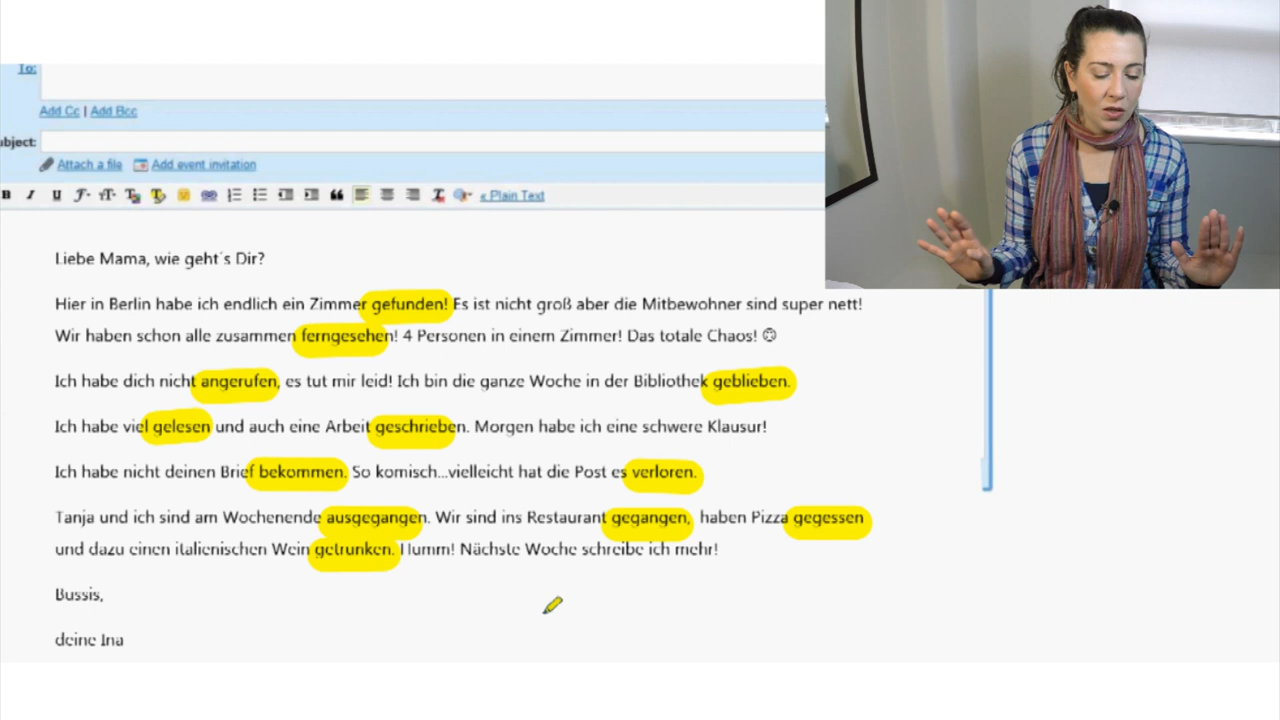 To:
Add Cc | Add Bcc
ubject:
Attach a file Add event invitation
B I U « Plain Text
Liebe Mama, wie geht´s Dir?
Hier in Berlin habe ich endlich ein Zimmer gefunden! Es ist nicht groß aber die Mitbewohner sind super nett!
Wir haben schon alle zusammen ferngesehen! 4 Personen in einem Zimmer! Das totale Chaos! ☺
Ich habe dich nicht angerufen, es tut mir leid! Ich bin die ganze Woche in der Bibliothek geblieben.
Ich habe viel gelesen und auch eine Arbeit geschrieben. Morgen habe ich eine schwere Klausur!
Ich habe nicht deinen Brief bekommen. So komisch...vielleicht hat die Post es verloren.
Tanja und ich sind am Wochenende ausgegangen. Wir sind ins Restaurant gegangen, haben Pizza gegessen
und dazu einen italienischen Wein getrunken. Humm! Nächste Woche schreibe ich mehr!
Bussis,
deine Ina